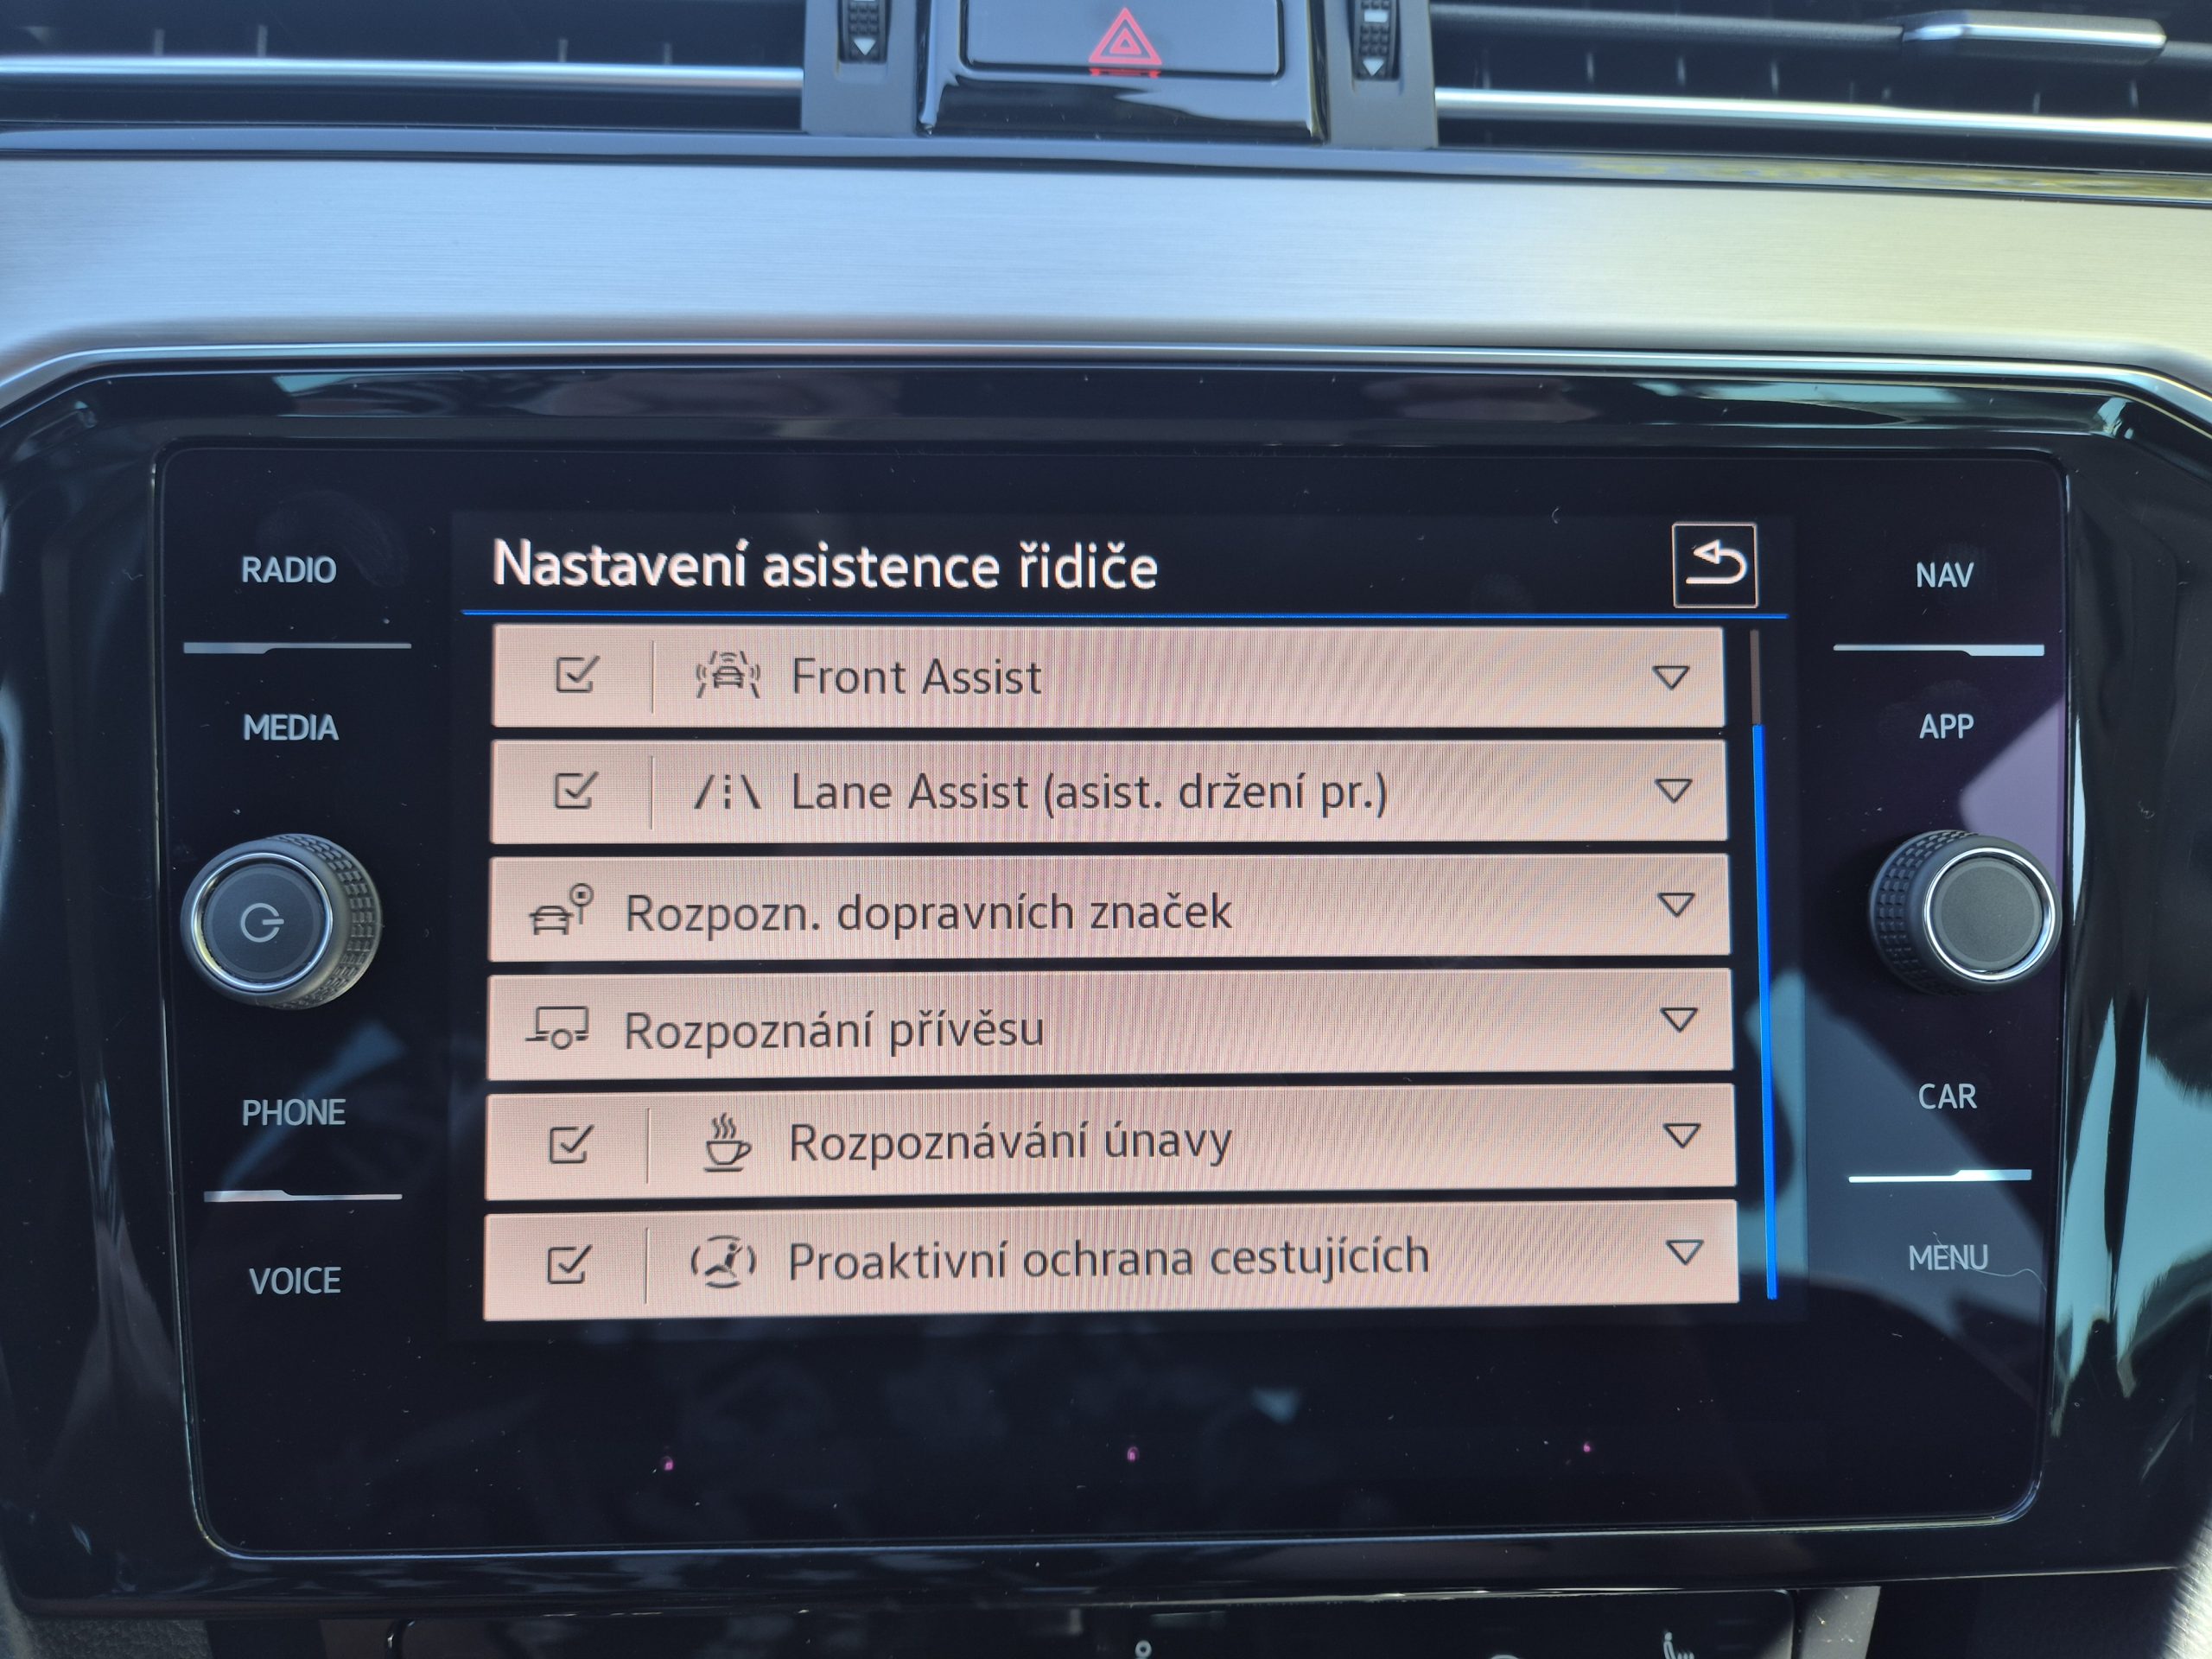 RADIO
MEDIA
PHONE
VOICE
Nastavení asistence řidiče
Front Assist
Lane Assist (asist. držení pr.)
Rozpozn. dopravních značek
Rozpoznání přívěsu
Rozpoznávání únavy
Proaktivní ochrana cestujících
NAV
APP
CAR
MENU